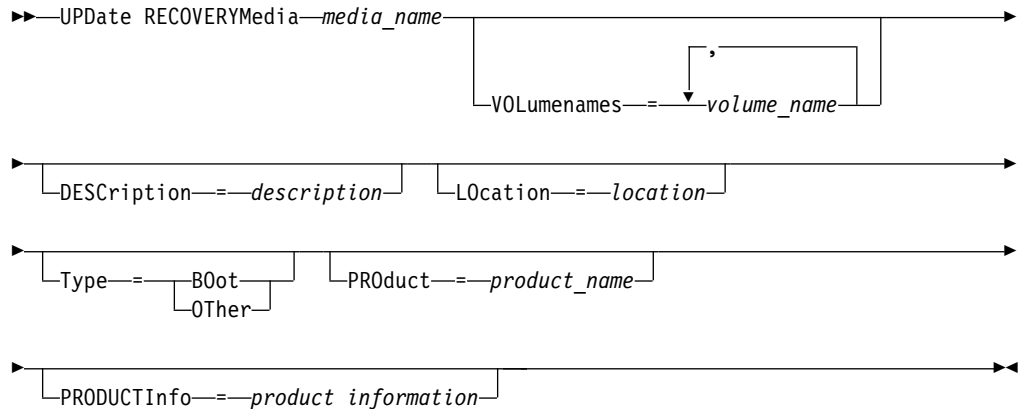 UPDate RECOVERYMedia media_name
,
VOLumenames = volume_name
DESCription = description LOcation = location
Type = BOot PROduct = product_name
OTher
PRODUCTInfo = product information